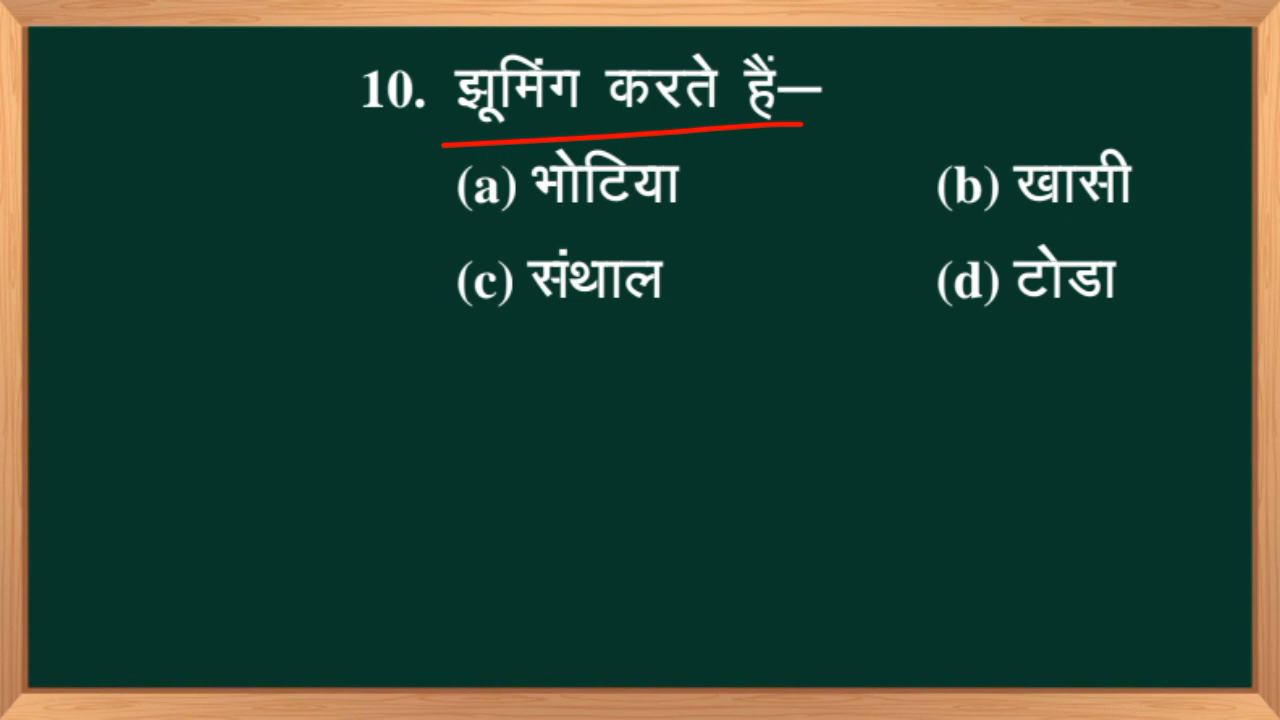 10. झूमिंग करते हैं—
(a) भोटिया (b) खासी
(c) संथाल (d) टोडा